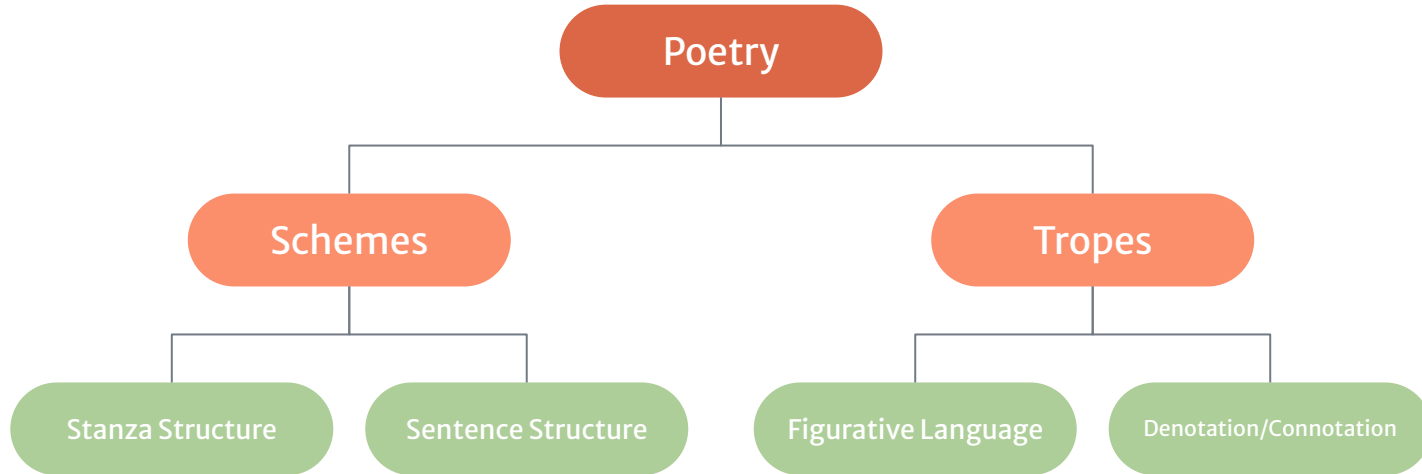 Poetry
Schemes
Tropes
Stanza Structure
Sentence Structure
Figurative Language
Denotation/Connotation